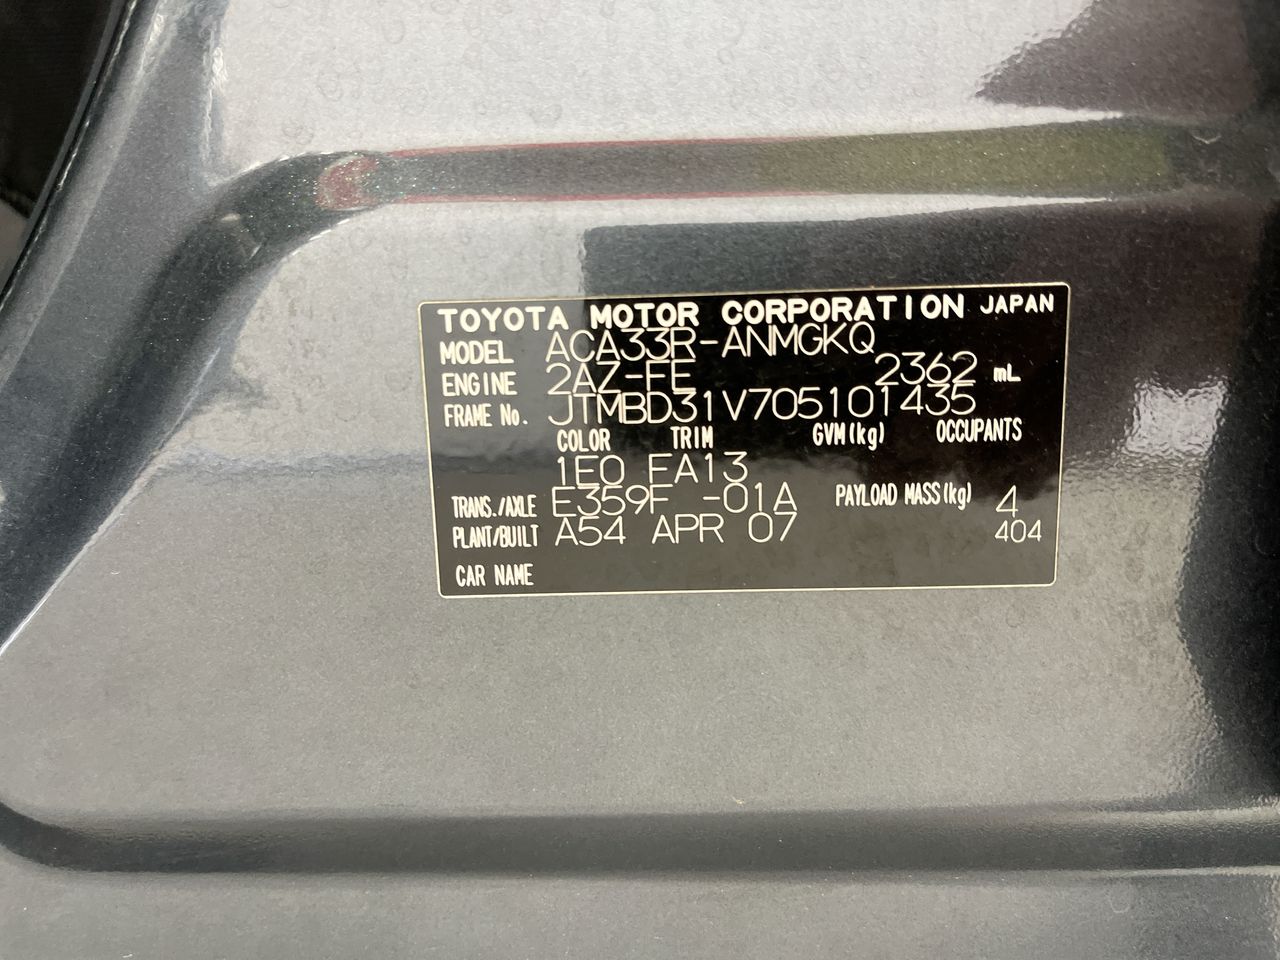 TOYOTA MOTOR CORPORATION JAPAN
MODEL ACA33R-ANMGKQ
ENGINE 2AZ-FE 2362 mL
FRAME No. JTMBD31V705101435
COLOR TRIM GVM(kg) OCCUPANTS
1E0 FA13
TRANS./AXLE E359F -01A PAYLOAD MASS(kg) 4
PLANT/BUILT A54 APR 07 404
CAR NAME